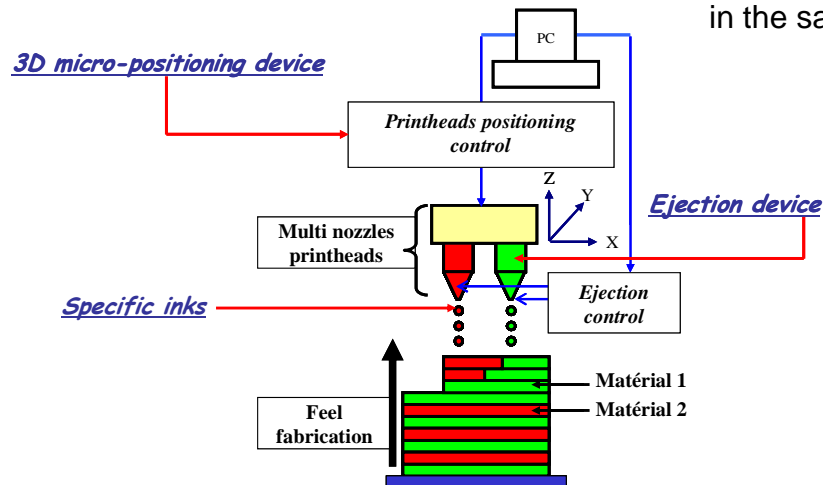 in the sa
PC
3D micro-positioning device
Printheads positioning
control
Z
Y
X
Ejection device
Multi nozzles
printheads
Specific inks
Ejection
control
Matérial 1
Matérial 2
Feel
fabrication